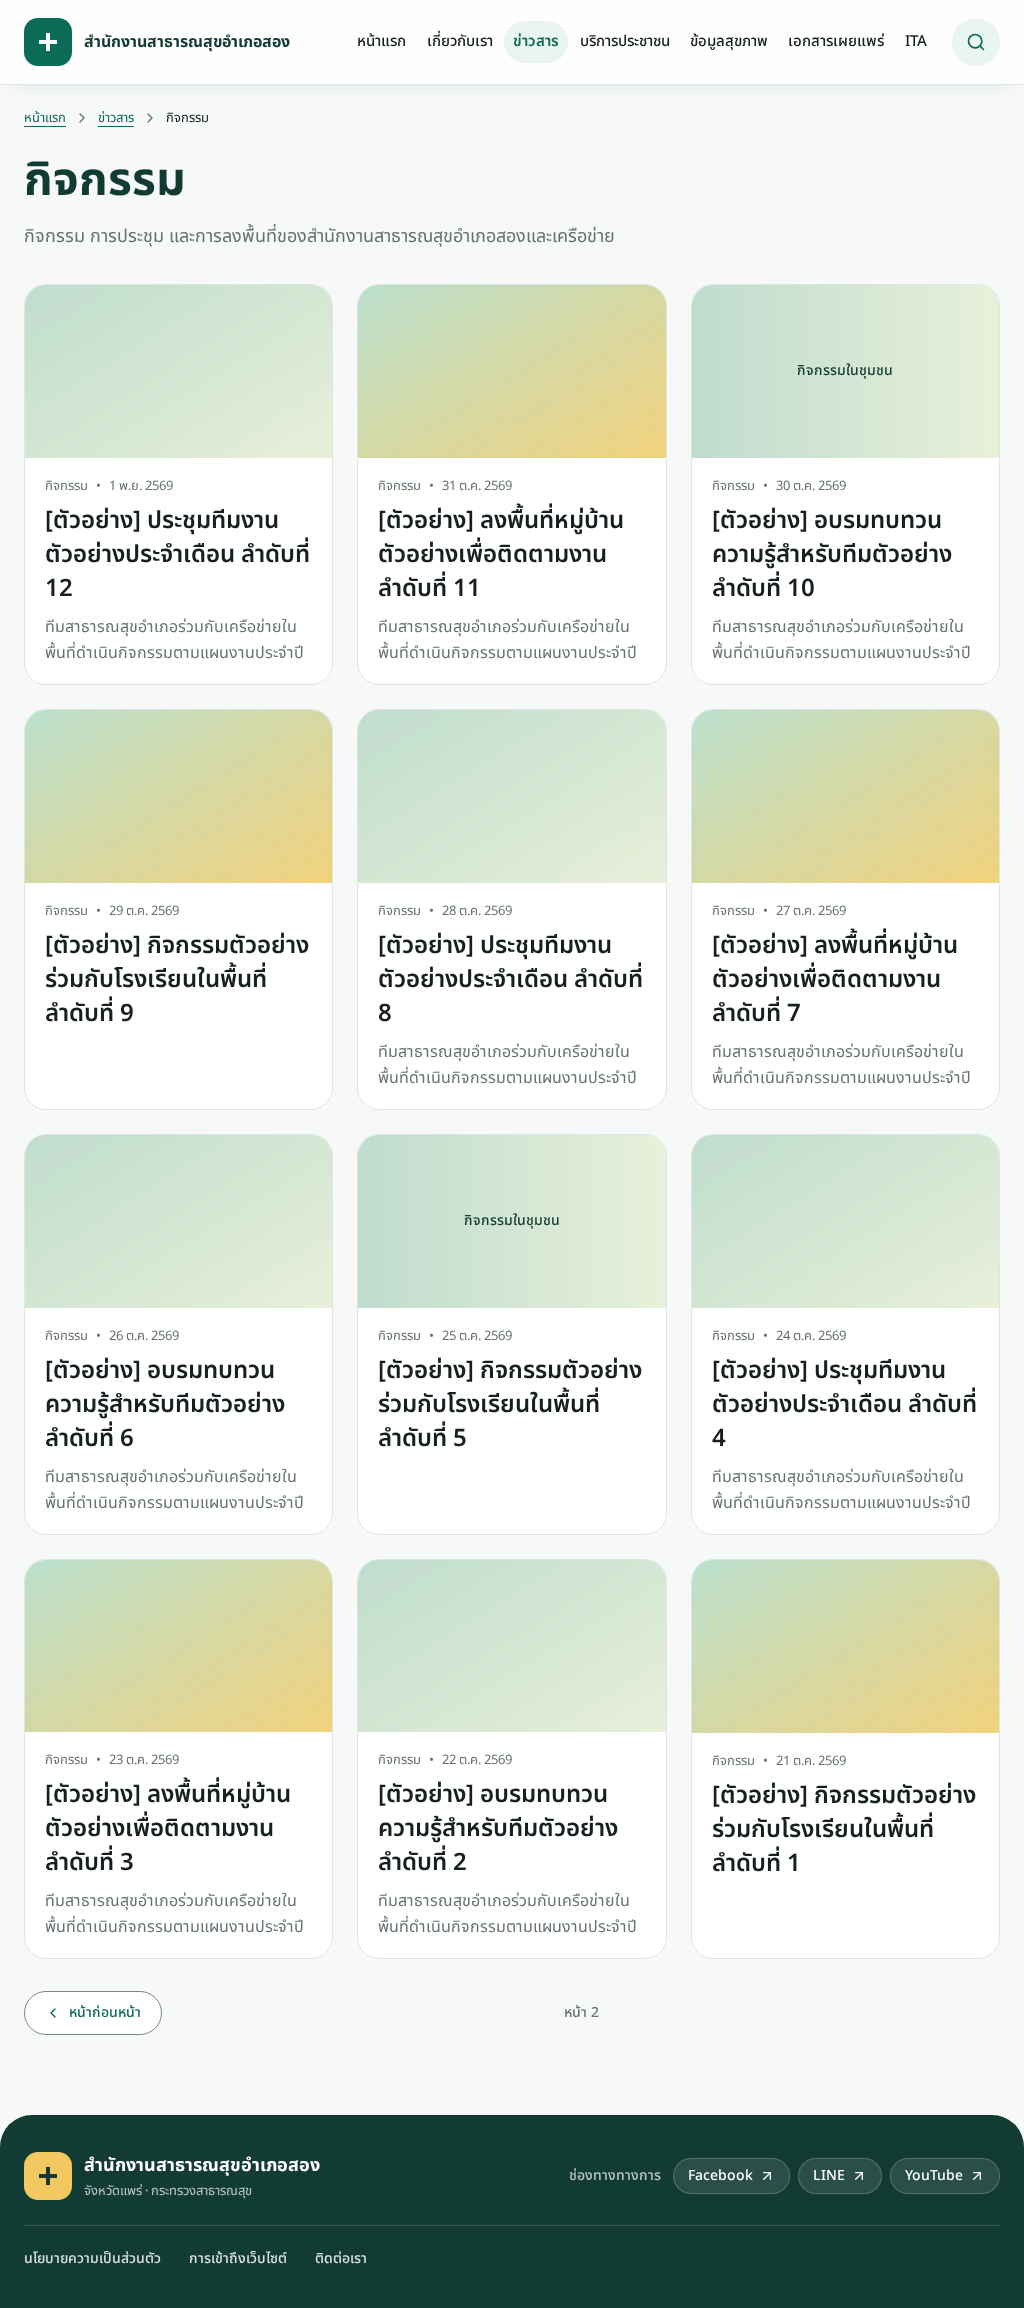 สำนักงานสาธารณสุขอำเภอสอง
หน้าแรก เกี่ยวกับเรา ข่าวสาร บริการประชาชน ข้อมูลสุขภาพ เอกสารเผยแพร่ ITA
หน้าแรก ข่าวสาร กิจกรรม
กิจกรรม
กิจกรรม การประชุม และการลงพื้นที่ของสำนักงานสาธารณสุขอำเภอสองและเครือข่าย
กิจกรรม • 1 พ.ย. 2569
[ตัวอย่าง] ประชุมทีมงาน
ตัวอย่างประจำเดือน ลำดับที่
12
ทีมสาธารณสุขอำเภอร่วมกับเครือข่ายใน
พื้นที่ดำเนินกิจกรรมตามแผนงานประจำปี
กิจกรรม • 31 ต.ค. 2569
[ตัวอย่าง] ลงพื้นที่หมู่บ้าน
ตัวอย่างเพื่อติดตามงาน
ลำดับที่ 11
ทีมสาธารณสุขอำเภอร่วมกับเครือข่ายใน
พื้นที่ดำเนินกิจกรรมตามแผนงานประจำปี
กิจกรรมในชุมชน
กิจกรรม • 30 ต.ค. 2569
[ตัวอย่าง] อบรมทบทวน
ความรู้สำหรับทีมตัวอย่าง
ลำดับที่ 10
ทีมสาธารณสุขอำเภอร่วมกับเครือข่ายใน
พื้นที่ดำเนินกิจกรรมตามแผนงานประจำปี
กิจกรรม • 29 ต.ค. 2569
[ตัวอย่าง] กิจกรรมตัวอย่าง
ร่วมกับโรงเรียนในพื้นที่
ลำดับที่ 9
กิจกรรม • 28 ต.ค. 2569
[ตัวอย่าง] ประชุมทีมงาน
ตัวอย่างประจำเดือน ลำดับที่
8
ทีมสาธารณสุขอำเภอร่วมกับเครือข่ายใน
พื้นที่ดำเนินกิจกรรมตามแผนงานประจำปี
กิจกรรม • 27 ต.ค. 2569
[ตัวอย่าง] ลงพื้นที่หมู่บ้าน
ตัวอย่างเพื่อติดตามงาน
ลำดับที่ 7
ทีมสาธารณสุขอำเภอร่วมกับเครือข่ายใน
พื้นที่ดำเนินกิจกรรมตามแผนงานประจำปี
กิจกรรม • 26 ต.ค. 2569
[ตัวอย่าง] อบรมทบทวน
ความรู้สำหรับทีมตัวอย่าง
ลำดับที่ 6
ทีมสาธารณสุขอำเภอร่วมกับเครือข่ายใน
พื้นที่ดำเนินกิจกรรมตามแผนงานประจำปี
กิจกรรมในชุมชน
กิจกรรม • 25 ต.ค. 2569
[ตัวอย่าง] กิจกรรมตัวอย่าง
ร่วมกับโรงเรียนในพื้นที่
ลำดับที่ 5
กิจกรรม • 24 ต.ค. 2569
[ตัวอย่าง] ประชุมทีมงาน
ตัวอย่างประจำเดือน ลำดับที่
4
ทีมสาธารณสุขอำเภอร่วมกับเครือข่ายใน
พื้นที่ดำเนินกิจกรรมตามแผนงานประจำปี
กิจกรรม • 23 ต.ค. 2569
[ตัวอย่าง] ลงพื้นที่หมู่บ้าน
ตัวอย่างเพื่อติดตามงาน
ลำดับที่ 3
ทีมสาธารณสุขอำเภอร่วมกับเครือข่ายใน
พื้นที่ดำเนินกิจกรรมตามแผนงานประจำปี
กิจกรรม • 22 ต.ค. 2569
[ตัวอย่าง] อบรมทบทวน
ความรู้สำหรับทีมตัวอย่าง
ลำดับที่ 2
ทีมสาธารณสุขอำเภอร่วมกับเครือข่ายใน
พื้นที่ดำเนินกิจกรรมตามแผนงานประจำปี
กิจกรรม • 21 ต.ค. 2569
[ตัวอย่าง] กิจกรรมตัวอย่าง
ร่วมกับโรงเรียนในพื้นที่
ลำดับที่ 1
หน้าก่อนหน้า หน้า 2
สำนักงานสาธารณสุขอำเภอสอง
จังหวัดแพร่ · กระทรวงสาธารณสุข
ช่องทางทางการ Facebook LINE YouTube
นโยบายความเป็นส่วนตัว การเข้าถึงเว็บไซต์ ติดต่อเรา